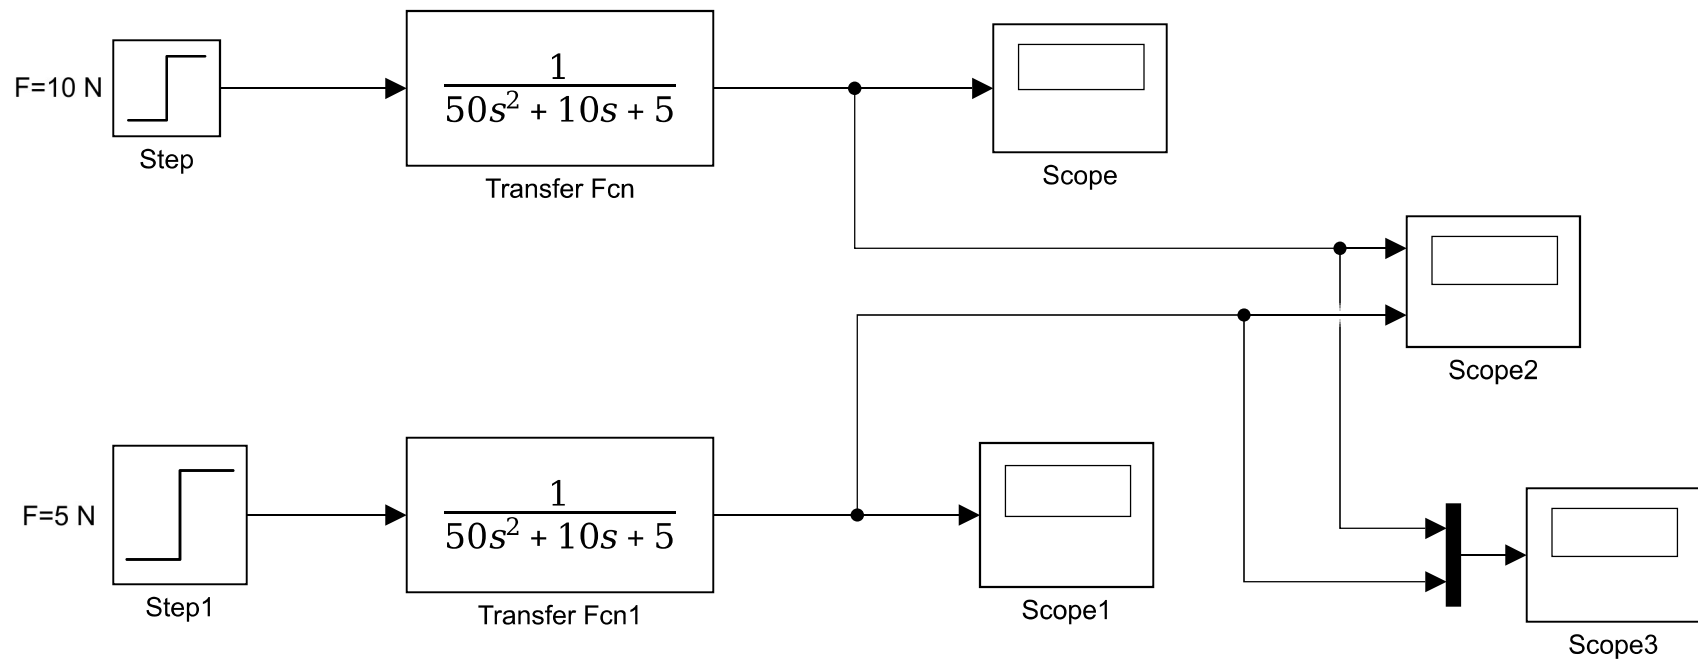 F=10 N
1
50s² + 10s + 5
Step
Transfer Fcn
Scope
Scope2
F=5 N
1
50s² + 10s + 5
Step1
Transfer Fcn1
Scope1
Scope3